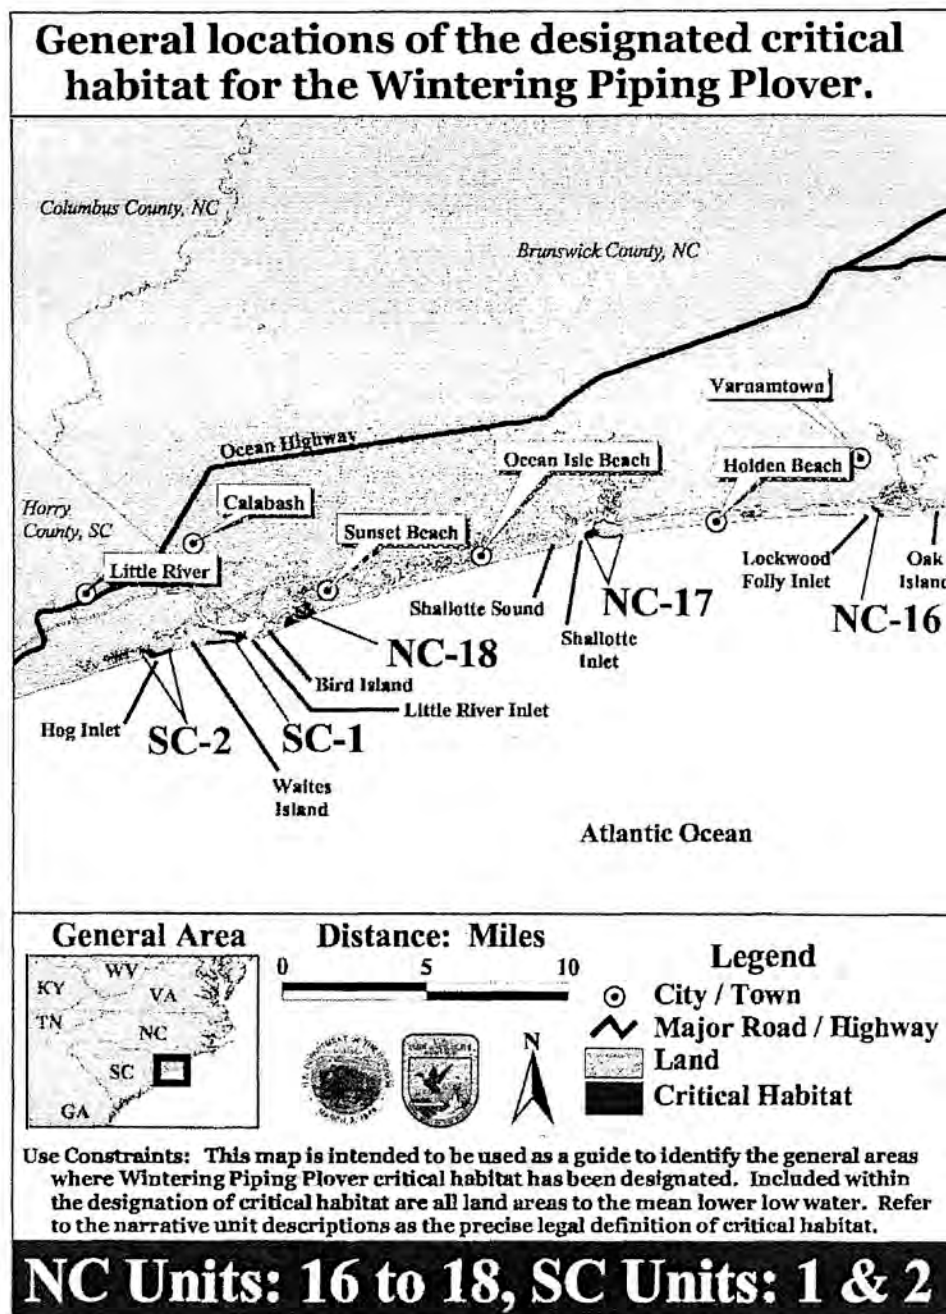 General locations of the designated critical
habitat for the Wintering Piping Plover.
Columbus County, NC
Brunswick County, NC
Varnamtown
Ocean Highway
Ocean Isle Beach
Holden Beach
Horry
County, SC
Calabash
Sunset Beach
Little River
Lockwood
Folly Inlet
Oak
Island
Shallotte Sound
NC-17
NC-16
Shallotte
Inlet
NC-18
Bird Island
Little River Inlet
Hog Inlet
SC-2
SC-1
Waites
Island
Atlantic Ocean
General Area
WV
KY
VA
TN
NC
SC
GA
Distance: Miles
0 5 10
N
Legend
City / Town
Major Road / Highway
Land
Critical Habitat
Use Constraints: This map is intended to be used as a guide to identify the general areas
where Wintering Piping Plover critical habitat has been designated. Included within
the designation of critical habitat are all land areas to the mean lower low water. Refer
to the narrative unit descriptions as the precise legal definition of critical habitat.
NC Units: 16 to 18, SC Units: 1 & 2